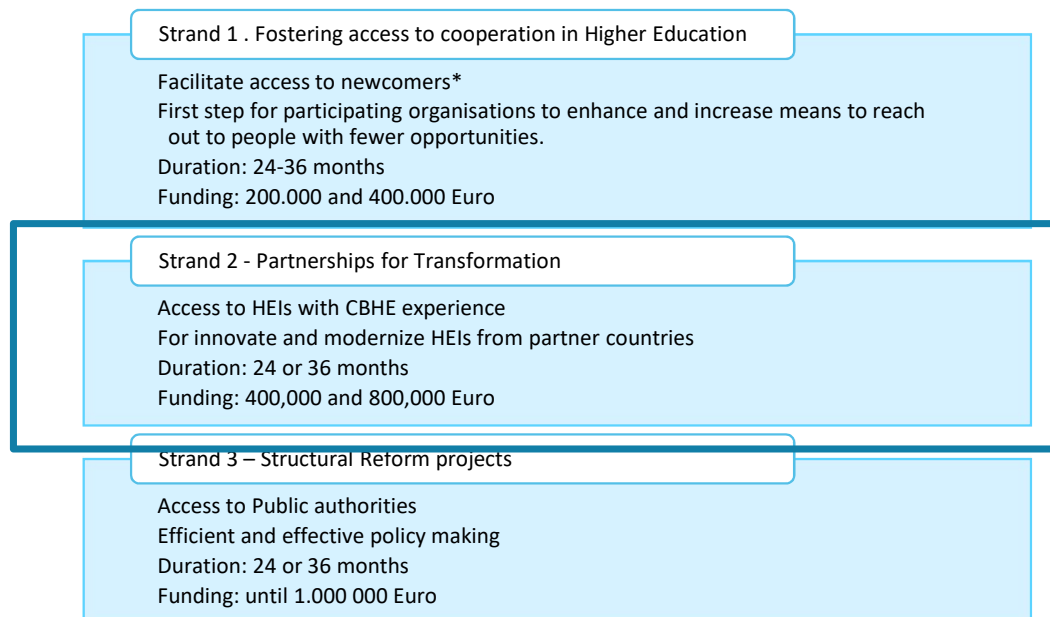 Strand 1 . Fostering access to cooperation in Higher Education
Facilitate access to newcomers*
First step for participating organisations to enhance and increase means to reach
out to people with fewer opportunities.
Duration: 24-36 months
Funding: 200.000 and 400.000 Euro
Strand 2 - Partnerships for Transformation
Access to HEIs with CBHE experience
For innovate and modernize HEIs from partner countries
Duration: 24 or 36 months
Funding: 400,000 and 800,000 Euro
Strand 3 – Structural Reform projects
Access to Public authorities
Efficient and effective policy making
Duration: 24 or 36 months
Funding: until 1.000 000 Euro